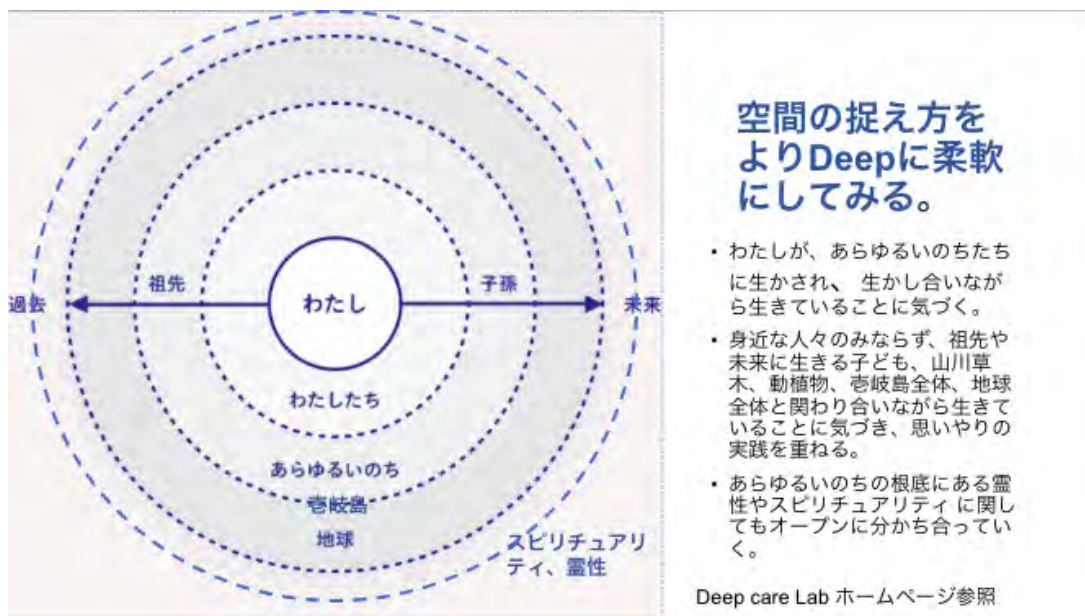 過去
祖先
わたし
子孫
未来
わたしたち
あらゆるいのち
壱岐島
地球
スピリチュアリ
ティ、霊性
空間の捉え方を
よりDeepに柔軟
にしてみる。
・わたしが、あらゆるいのちたち
に生かされ、 生かし合いなが
ら生きていることに気づく。
・身近な人々のみならず、祖先や
未来に生きる子ども、山川草
木、動植物、壱岐島全体、地球
全体と関わり合いながら生きて
いることに気づき、思いやりの
実践を重ねる。
・あらゆるいのちの根底にある霊
性やスピリチュアリティ に関し
てもオープンに分かち合ってい
く。
Deep care Lab ホームページ参照